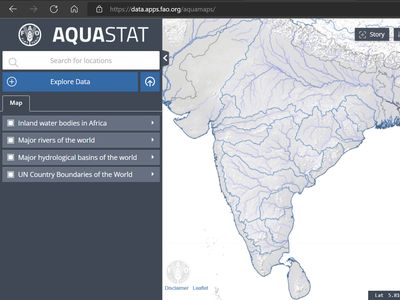 https://data.apps.fao.org/aquamaps/
AQUASTAT
Search for locations
Explore Data
Map
Inland water bodies in Africa
Major rivers of the world
Major hydrological basins of the world
UN Country Boundaries of the World
Story
Disclaimer Leaflet
Lat 5.81